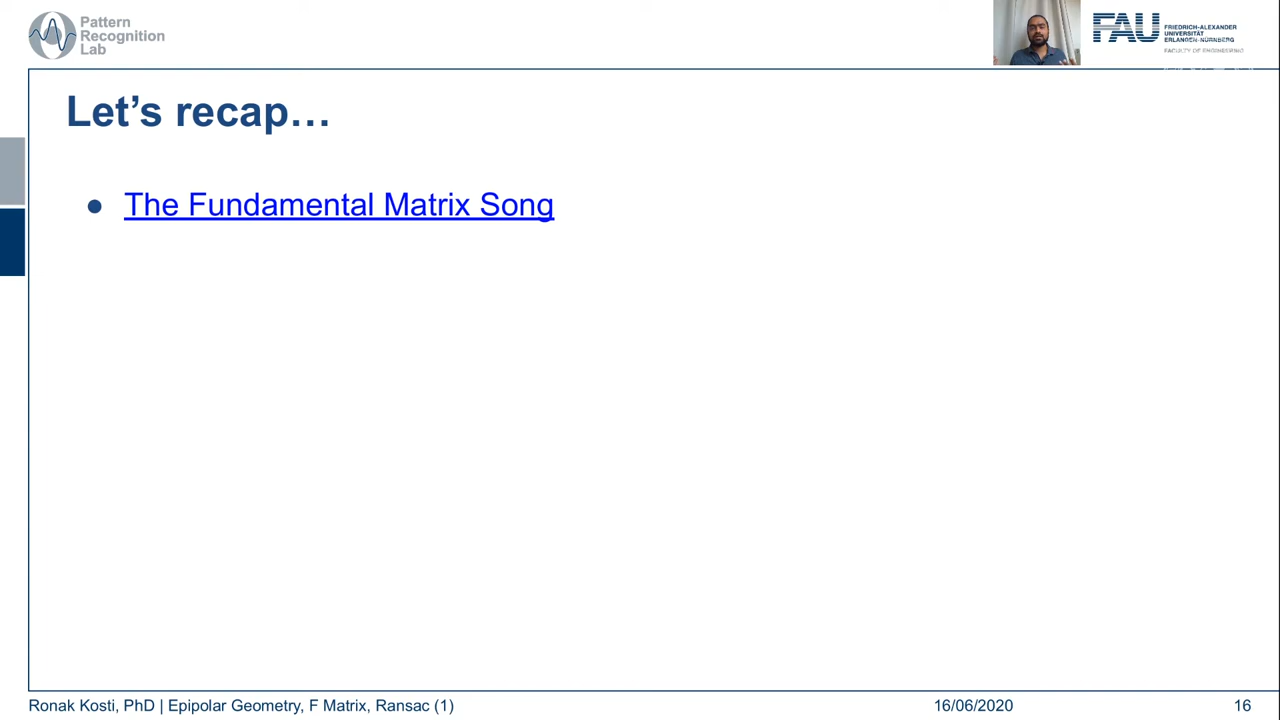 Pattern
Recognition
Lab
FAU
FRIEDRICH-ALEXANDER
UNIVERSITÄT
ERLANGEN-NÜRNBERG
FACULTY OF ENGINEERING
Let’s recap…
● The Fundamental Matrix Song
Ronak Kosti, PhD | Epipolar Geometry, F Matrix, Ransac (1)
16/06/2020
16